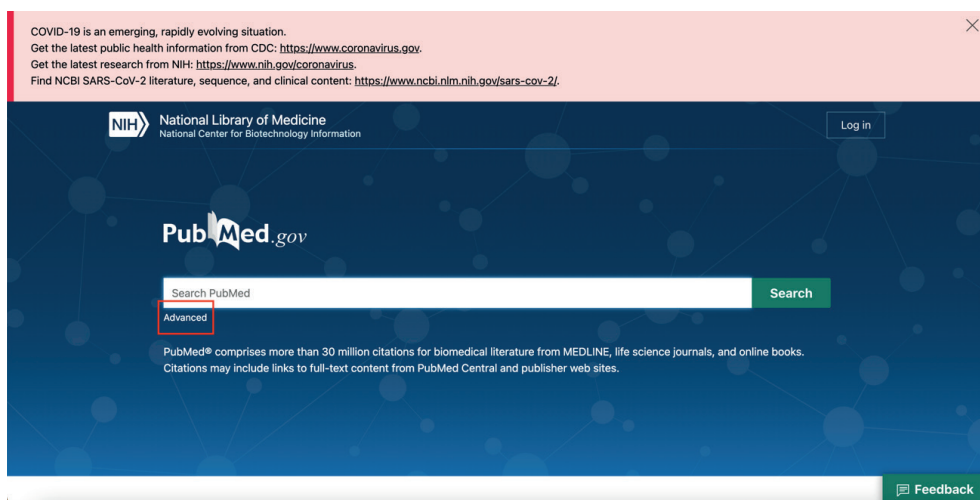 COVID-19 is an emerging, rapidly evolving situation.
Get the latest public health information from CDC: https://www.coronavirus.gov.
Get the latest research from NIH: https://www.nih.gov/coronavirus.
Find NCBI SARS-CoV-2 literature, sequence, and clinical content: https://www.ncbi.nlm.nih.gov/sars-cov-2/.
NIH National Library of Medicine
National Center for Biotechnology Information
Log in
PubMed.gov
Search PubMed
Search
Advanced
PubMed® comprises more than 30 million citations for biomedical literature from MEDLINE, life science journals, and online books.
Citations may include links to full-text content from PubMed Central and publisher web sites.
Feedback